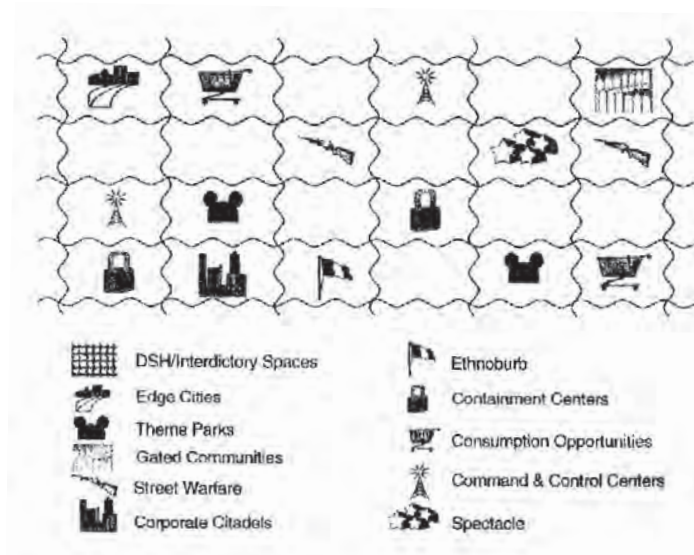 DSH/Interdictory Spaces
Edge Cities
Theme Parks
Gated Communities
Street Warfare
Corporate Citadels
Ethnoburb
Containment Centers
Consumption Opportunities
Command & Control Centers
Spectacle